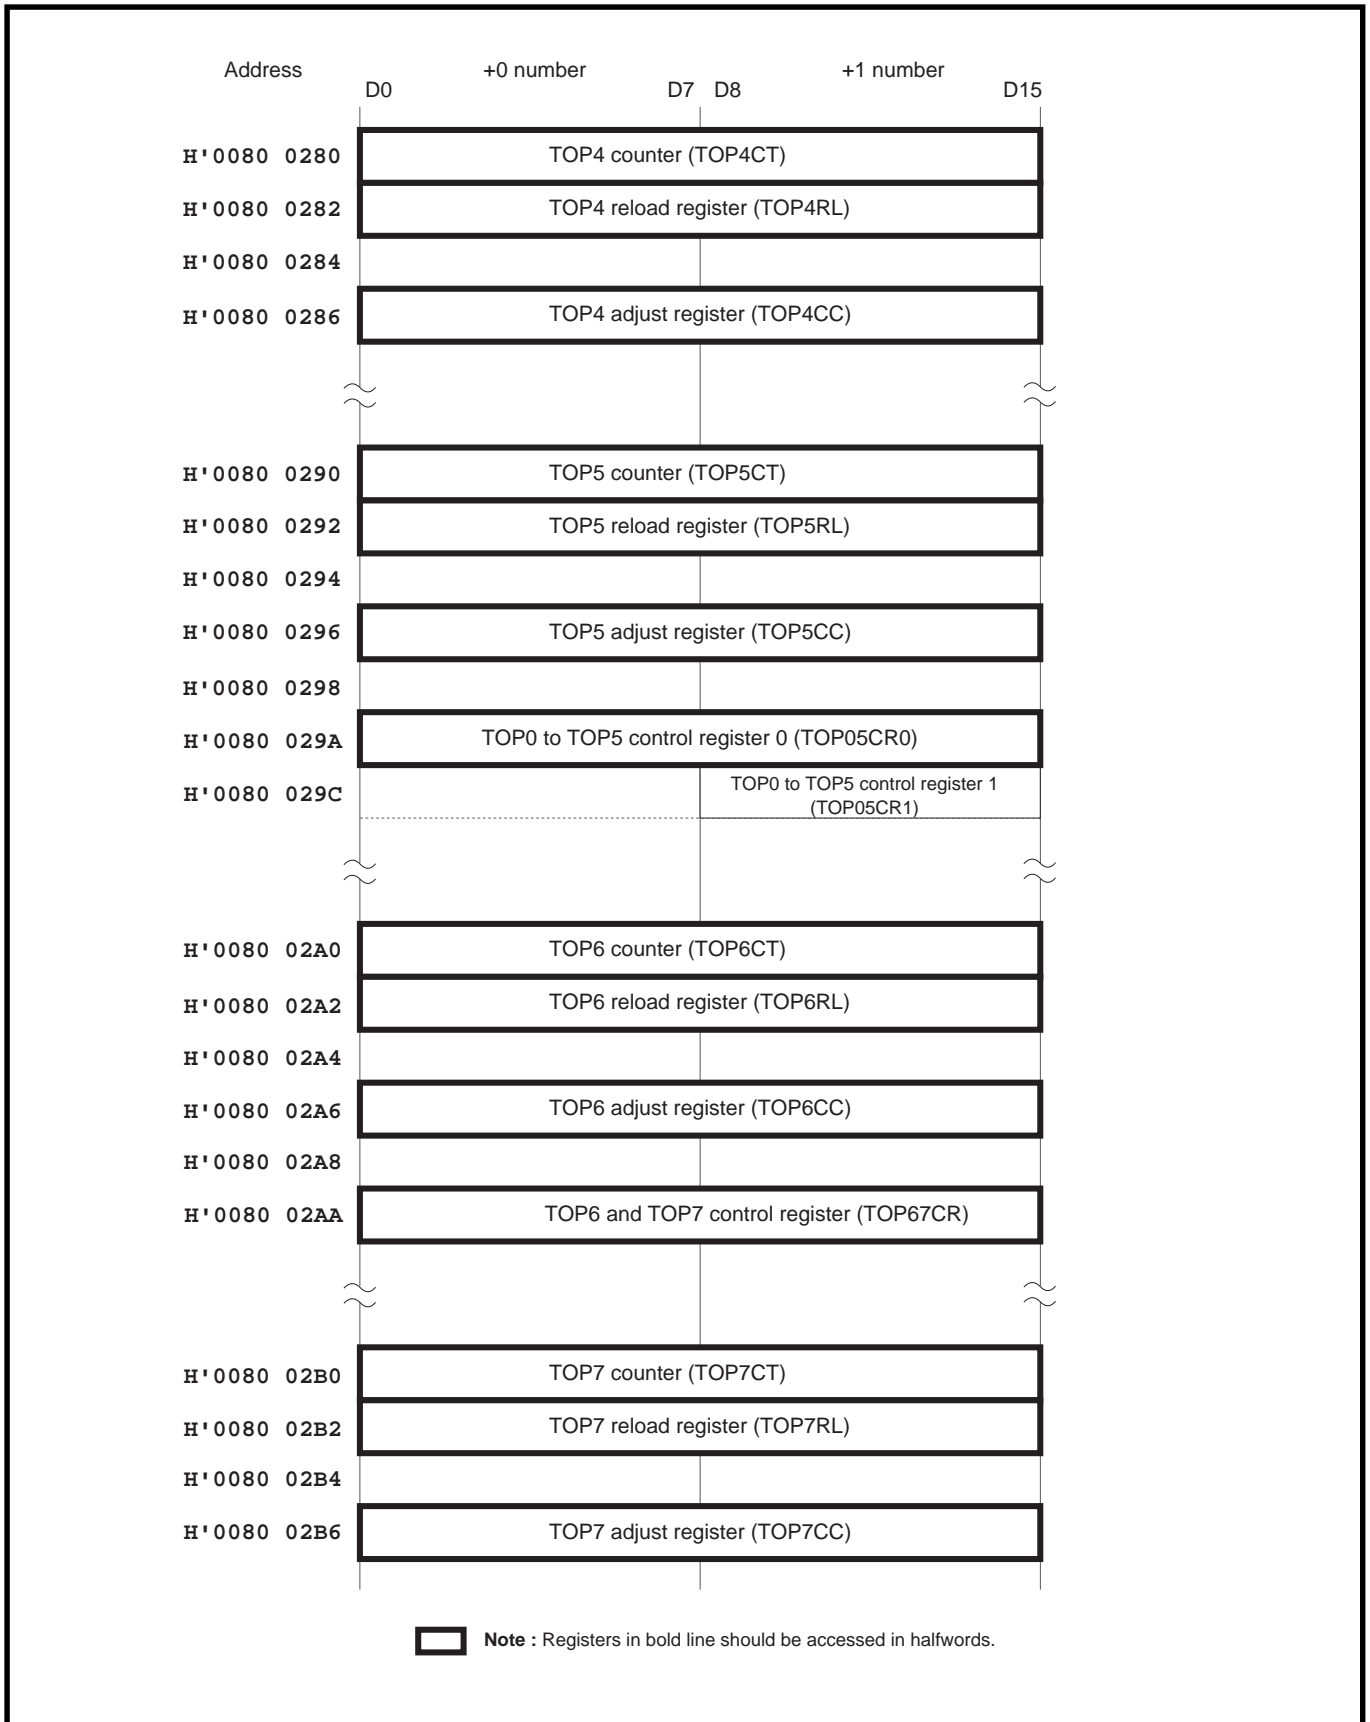 Address +0 number +1 number
D0 D7 D8 D15
H'0080 0280 TOP4 counter (TOP4CT)
H'0080 0282 TOP4 reload register (TOP4RL)
H'0080 0284
H'0080 0286 TOP4 adjust register (TOP4CC)
H'0080 0290 TOP5 counter (TOP5CT)
H'0080 0292 TOP5 reload register (TOP5RL)
H'0080 0294
H'0080 0296 TOP5 adjust register (TOP5CC)
H'0080 0298
H'0080 029A TOP0 to TOP5 control register 0 (TOP05CR0)
H'0080 029C TOP0 to TOP5 control register 1
(TOP05CR1)
H'0080 02A0 TOP6 counter (TOP6CT)
H'0080 02A2 TOP6 reload register (TOP6RL)
H'0080 02A4
H'0080 02A6 TOP6 adjust register (TOP6CC)
H'0080 02A8
H'0080 02AA TOP6 and TOP7 control register (TOP67CR)
H'0080 02B0 TOP7 counter (TOP7CT)
H'0080 02B2 TOP7 reload register (TOP7RL)
H'0080 02B4
H'0080 02B6 TOP7 adjust register (TOP7CC)
Note : Registers in bold line should be accessed in halfwords.